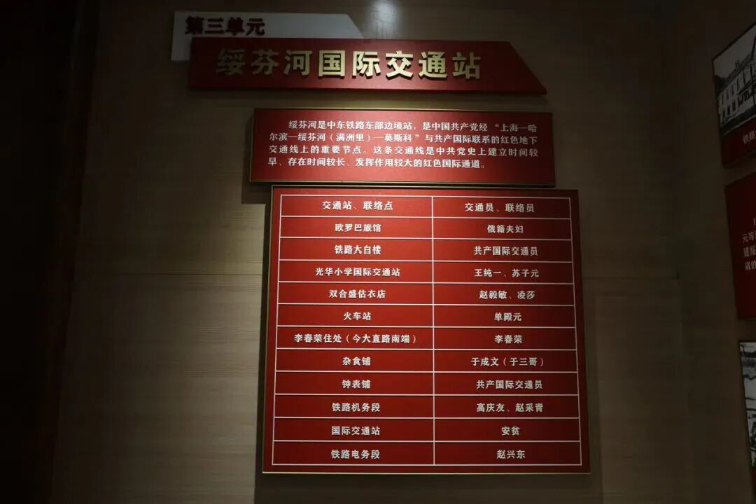 第三单元
绥芬河国际交通站
绥芬河是中东铁路东部边境站，是中国共产党经“上海—哈
尔滨—绥芬河（满洲里）—莫斯科”与共产国际联系的红色地下
交通线上的重要节点。这条交通线是中共党史上建立时间较
早、存在时间较长、发挥作用较大的红色国际通道。
交通站、联络点 交通员、联络员
欧罗巴旅馆 俄籍夫妇
铁路大白楼 共产国际交通员
光华小学国际交通站 王纯一、苏子元
双合盛估衣店 赵毅敏、凌莎
火车站 单殿元
李春荣住处（今大直路南端） 李春荣
杂食铺 于成文（于三哥）
钟表铺 共产国际交通员
铁路机务段 高庆友、赵采青
国际交通站 安贫
铁路电务段 赵兴东